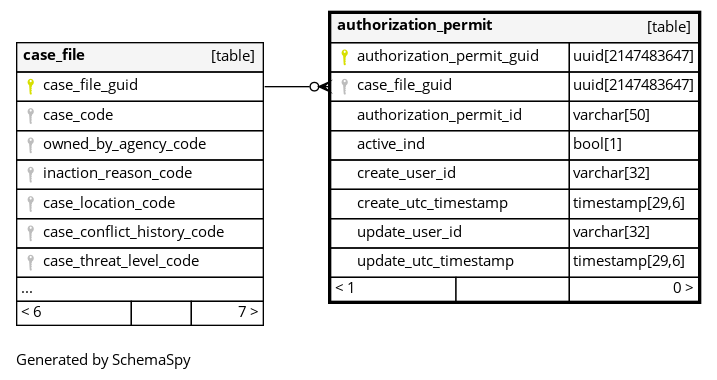 case_file [table]
case_file_guid
case_code
owned_by_agency_code
inaction_reason_code
case_location_code
case_conflict_history_code
case_threat_level_code
...
< 6 7 >
authorization_permit [table]
authorization_permit_guid uuid[2147483647]
case_file_guid uuid[2147483647]
authorization_permit_id varchar[50]
active_ind bool[1]
create_user_id varchar[32]
create_utc_timestamp timestamp[29,6]
update_user_id varchar[32]
update_utc_timestamp timestamp[29,6]
< 1 0 >
Generated by SchemaSpy